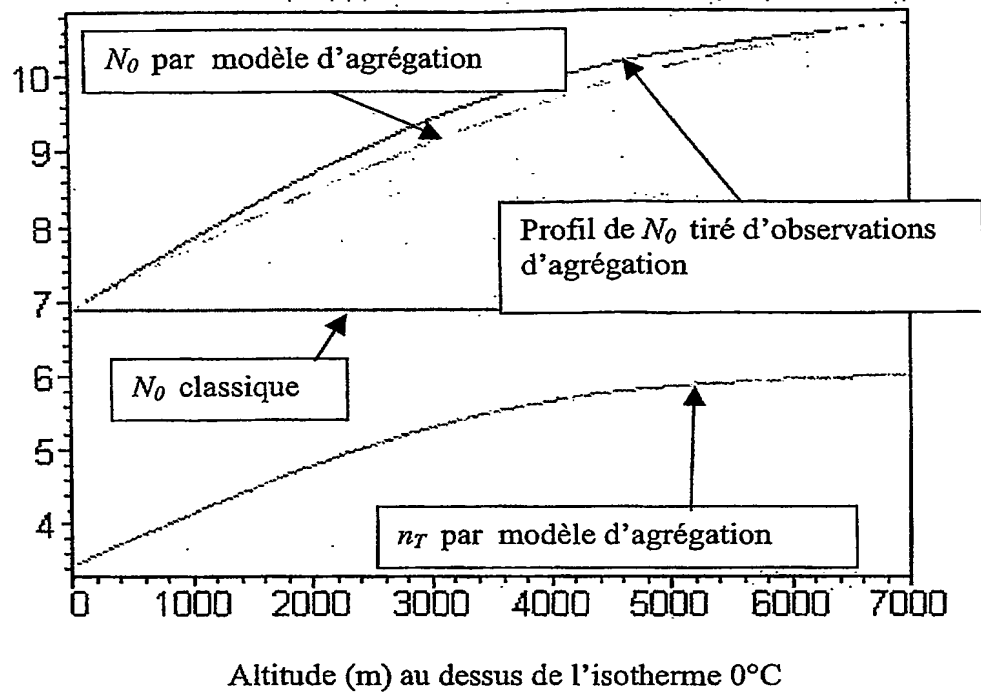 N₀ par modèle d'agrégation
10
9
8
7
6
5
4
Profil de N₀ tiré d'observations
d'agrégation
N₀ classique
n_T par modèle d'agrégation
0 1000 2000 3000 4000 5000 6000 7000
Altitude (m) au dessus de l'isotherme 0°C